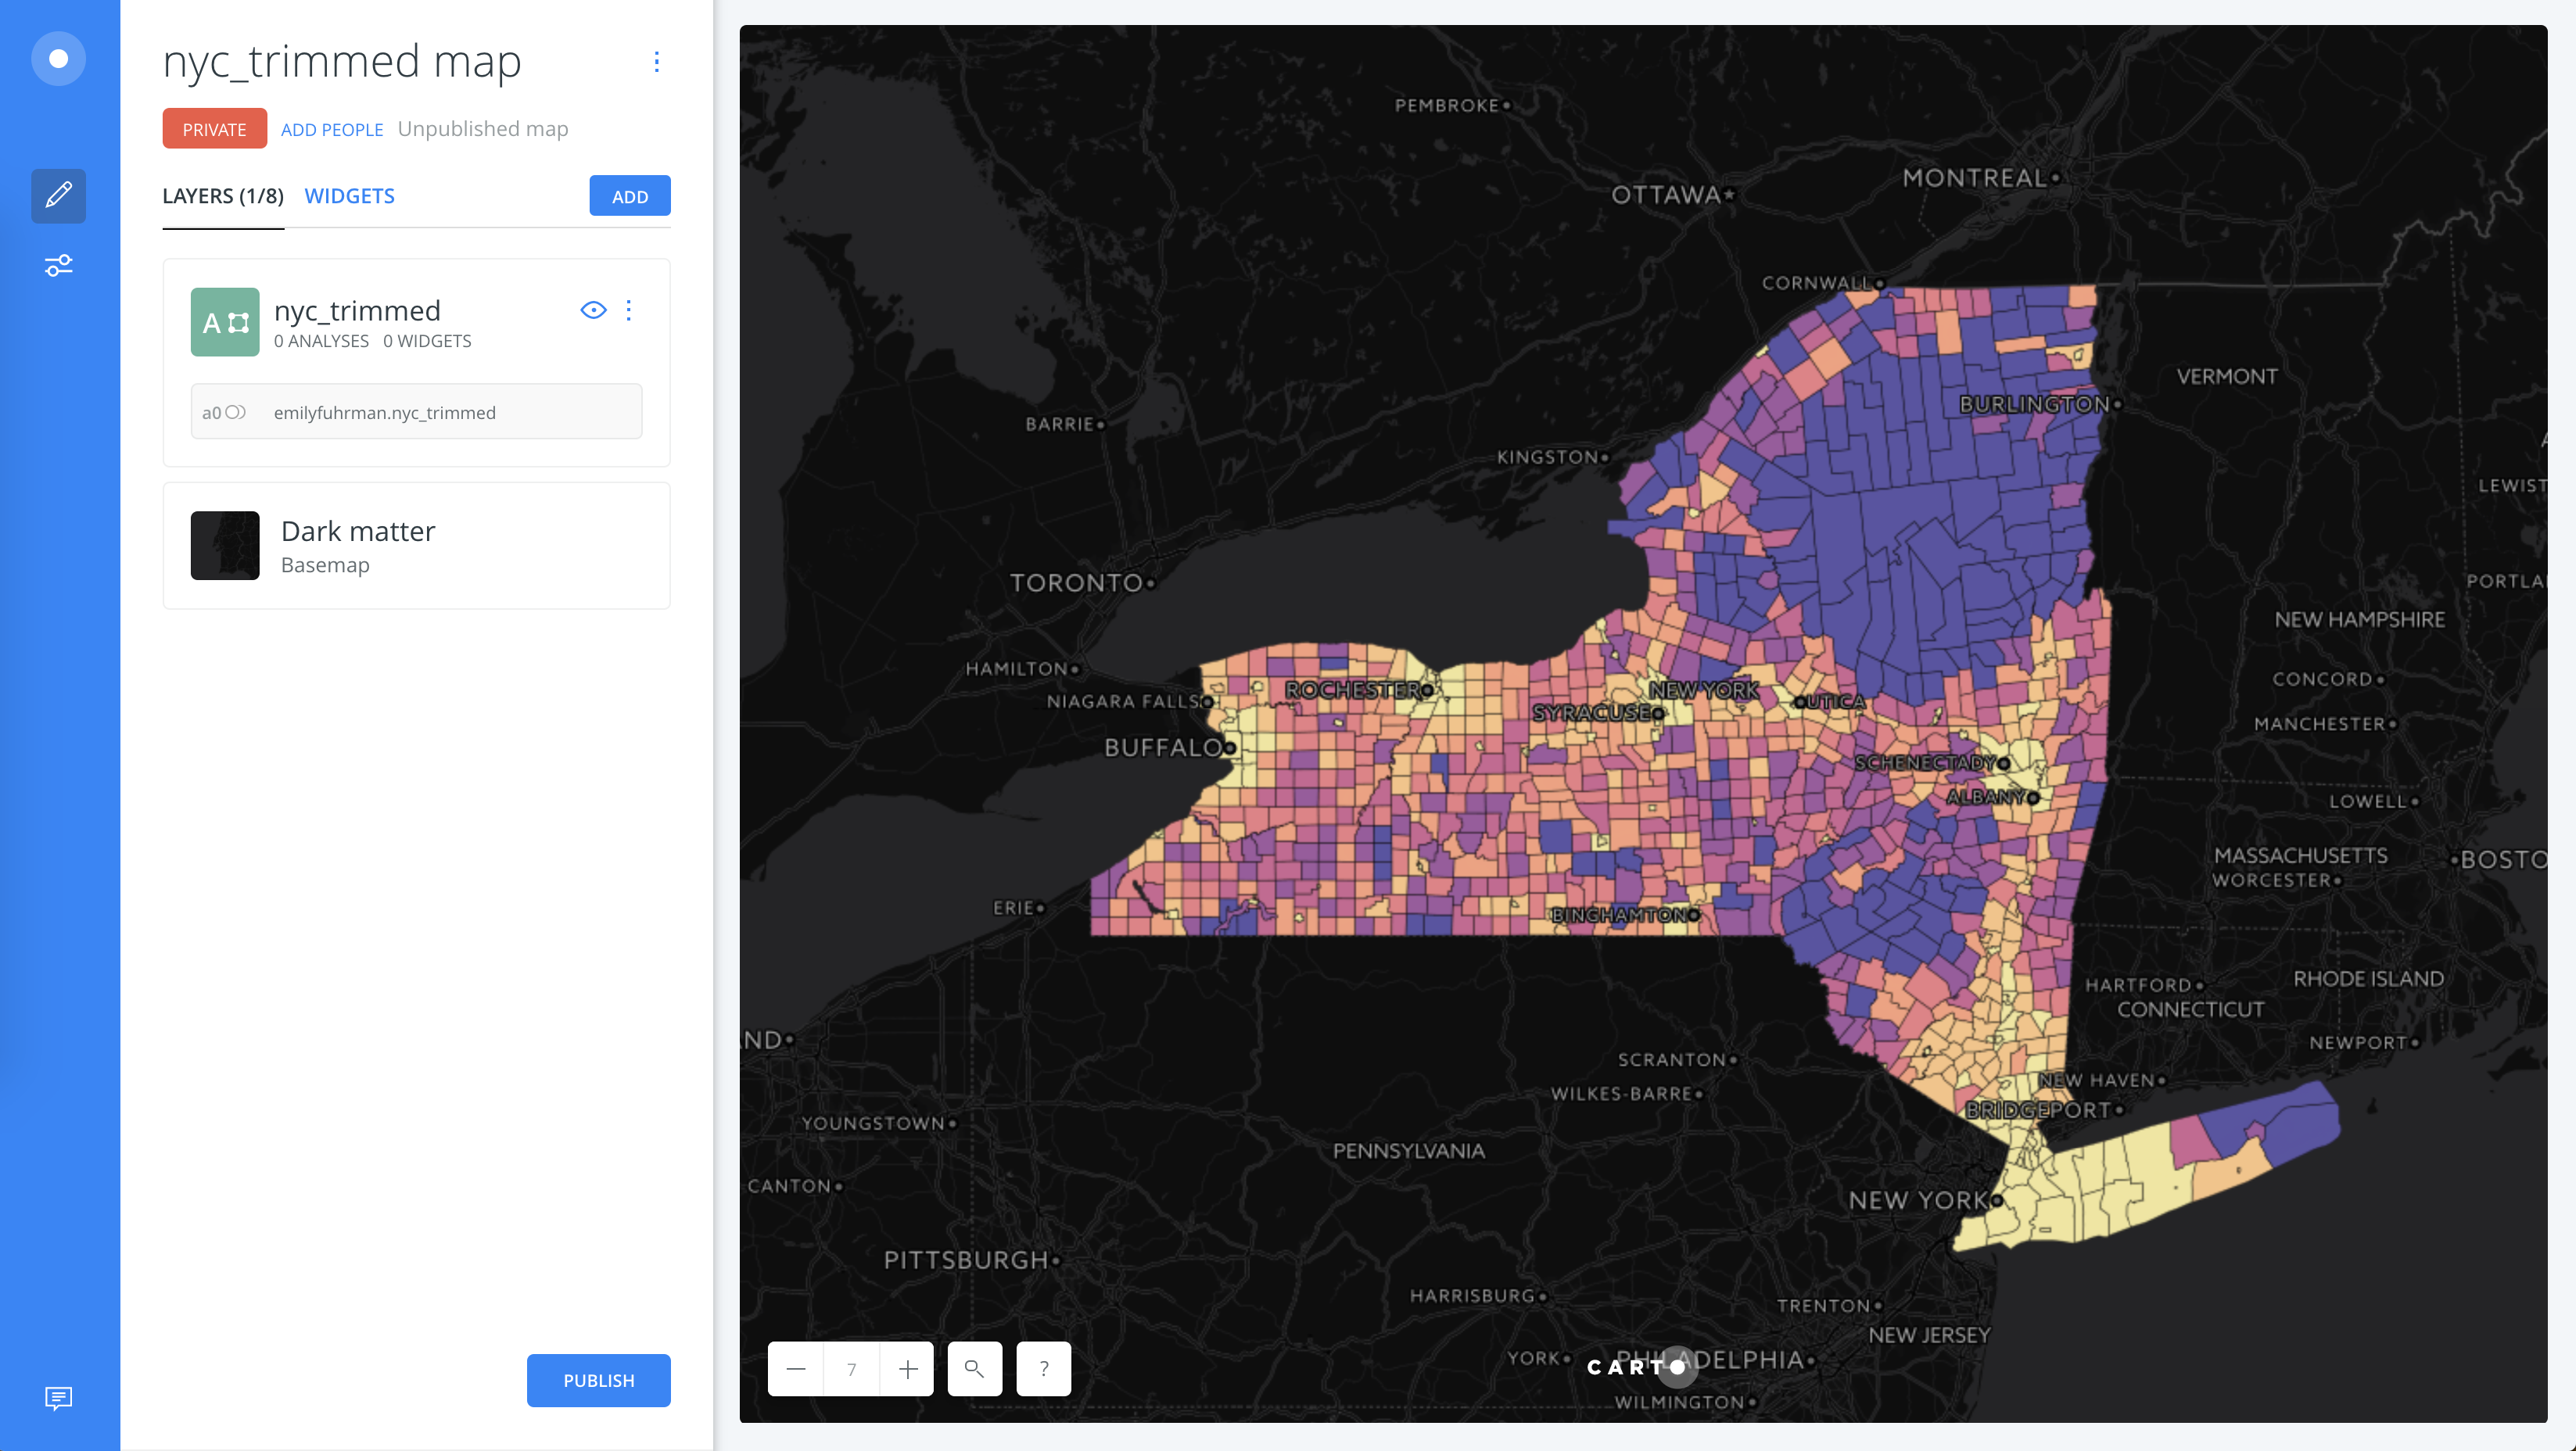 nyc_trimmed map
PRIVATE ADD PEOPLE Unpublished map
LAYERS (1/8) WIDGETS ADD
A nyc_trimmed
0 ANALYSES 0 WIDGETS
a0 emilyfuhrman.nyc_trimmed
Dark matter
Basemap
PUBLISH
PEMBROKE
MONTREAL
OTTAWA
CORNWALL
VERMONT
BURLINGTON
BARRIE
KINGSTON
LEWIST
TORONTO
PORTLA
NEW HAMPSHIRE
HAMILTON
CONCORD
ROCHESTER
NEW YORK
NIAGARA FALLS
UTICA
SYRACUSE
MANCHESTER
BUFFALO
SCHENECTADY
ALBANY
LOWELL
MASSACHUSETTS
BOSTO
WORCESTER
ERIE
BINGHAMTON
RHODE ISLAND
HARTFORD
CONNECTICUT
ND
NEWPORT
SCRANTON
NEW HAVEN
WILKES-BARRE
BRIDGEPORT
YOUNGSTOWN
PENNSYLVANIA
CANTON
NEW YORK
PITTSBURGH
HARRISBURG
TRENTON
NEW JERSEY
YORK
PHILADELPHIA
CARTO
7
?
WILMINGTON